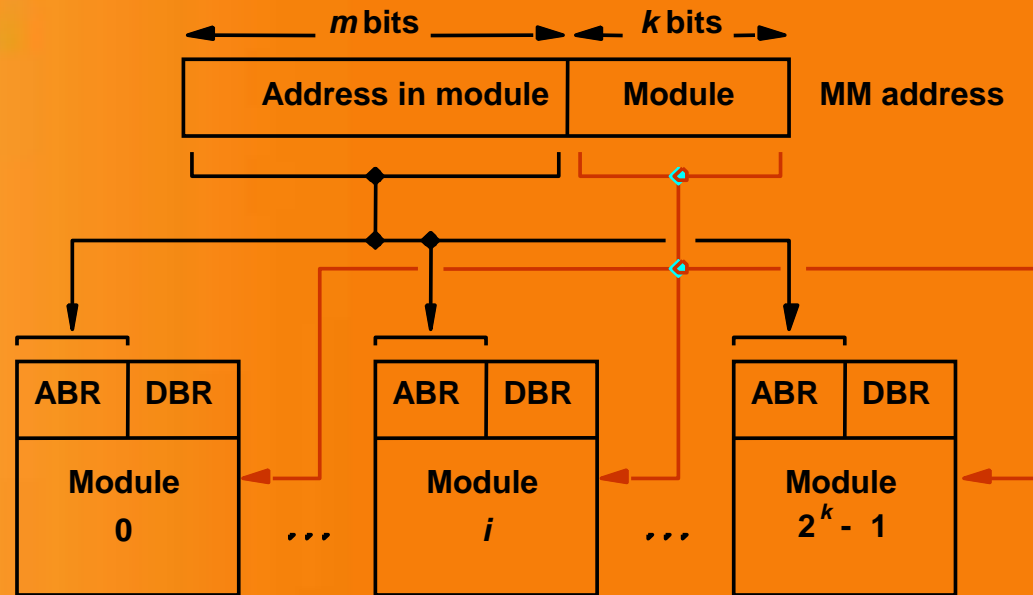 m bits k bits
Address in module Module MM address
ABR DBR ABR DBR ABR DBR
Module Module Module
0 ... i ... 2^k - 1